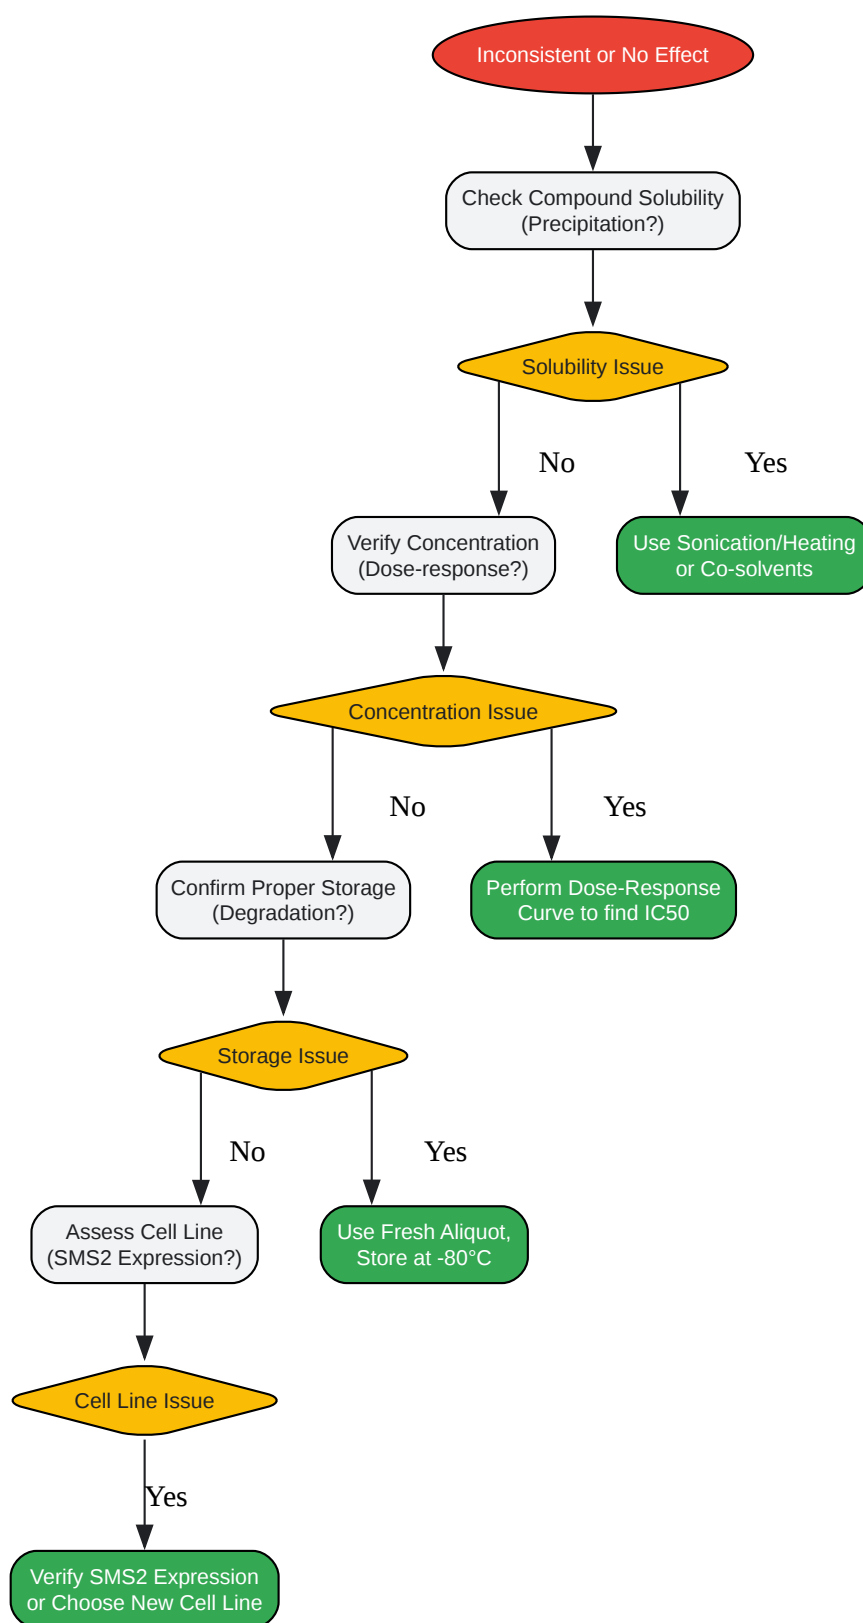 Inconsistent or No Effect
Check Compound Solubility
(Precipitation?)
Solubility Issue
No
Yes
Verify Concentration
(Dose-response?)
Use Sonication/Heating
or Co-solvents
Concentration Issue
No
Yes
Confirm Proper Storage
(Degradation?)
Perform Dose-Response
Curve to find IC50
Storage Issue
No
Yes
Assess Cell Line
(SMS2 Expression?)
Use Fresh Aliquot,
Store at -80°C
Cell Line Issue
Yes
Verify SMS2 Expression
or Choose New Cell Line